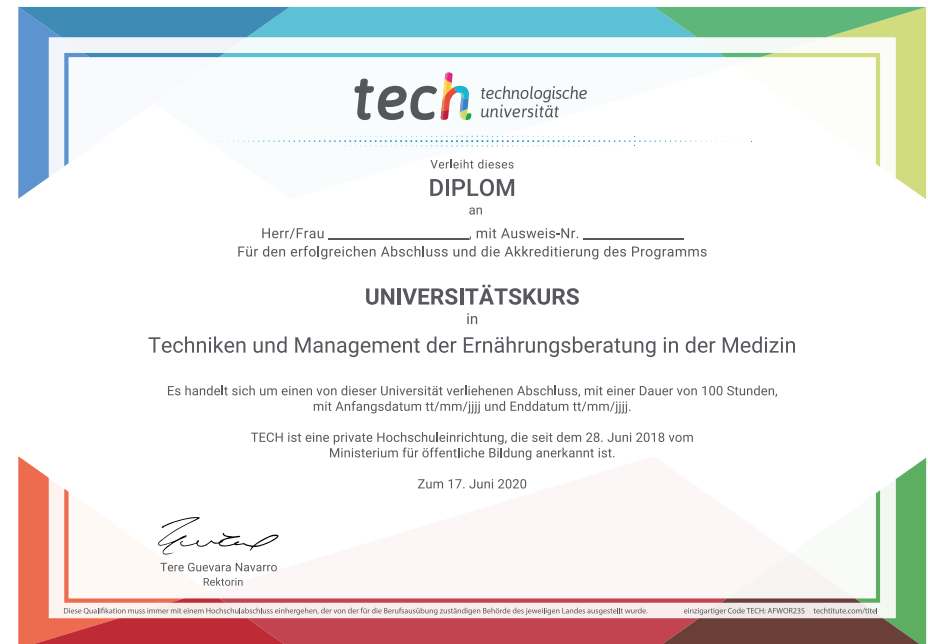 tech technologische
universität
Verleiht dieses
DIPLOM
an
Herr/Frau ____________________, mit Ausweis-Nr. ______________
Für den erfolgreichen Abschluss und die Akkreditierung des Programms
UNIVERSITÄTSKURS
in
Techniken und Management der Ernährungsberatung in der Medizin
Es handelt sich um einen von dieser Universität verliehenen Abschluss, mit einer Dauer von 100 Stunden,
mit Anfangsdatum tt/mm/jjjj und Enddatum tt/mm/jjjj.
TECH ist eine private Hochschuleinrichtung, die seit dem 28. Juni 2018 vom
Ministerium für öffentliche Bildung anerkannt ist.
Zum 17. Juni 2020
Tere Guevara Navarro
Rektorin
Diese Qualifikation muss immer mit einem Hochschulabschluss einhergehen, der von der für die Berufsausübung zuständigen Behörde des jeweiligen Landes ausgestellt wurde. einzigartiger Code TECH: AFWOR23S techtitute.com/titel